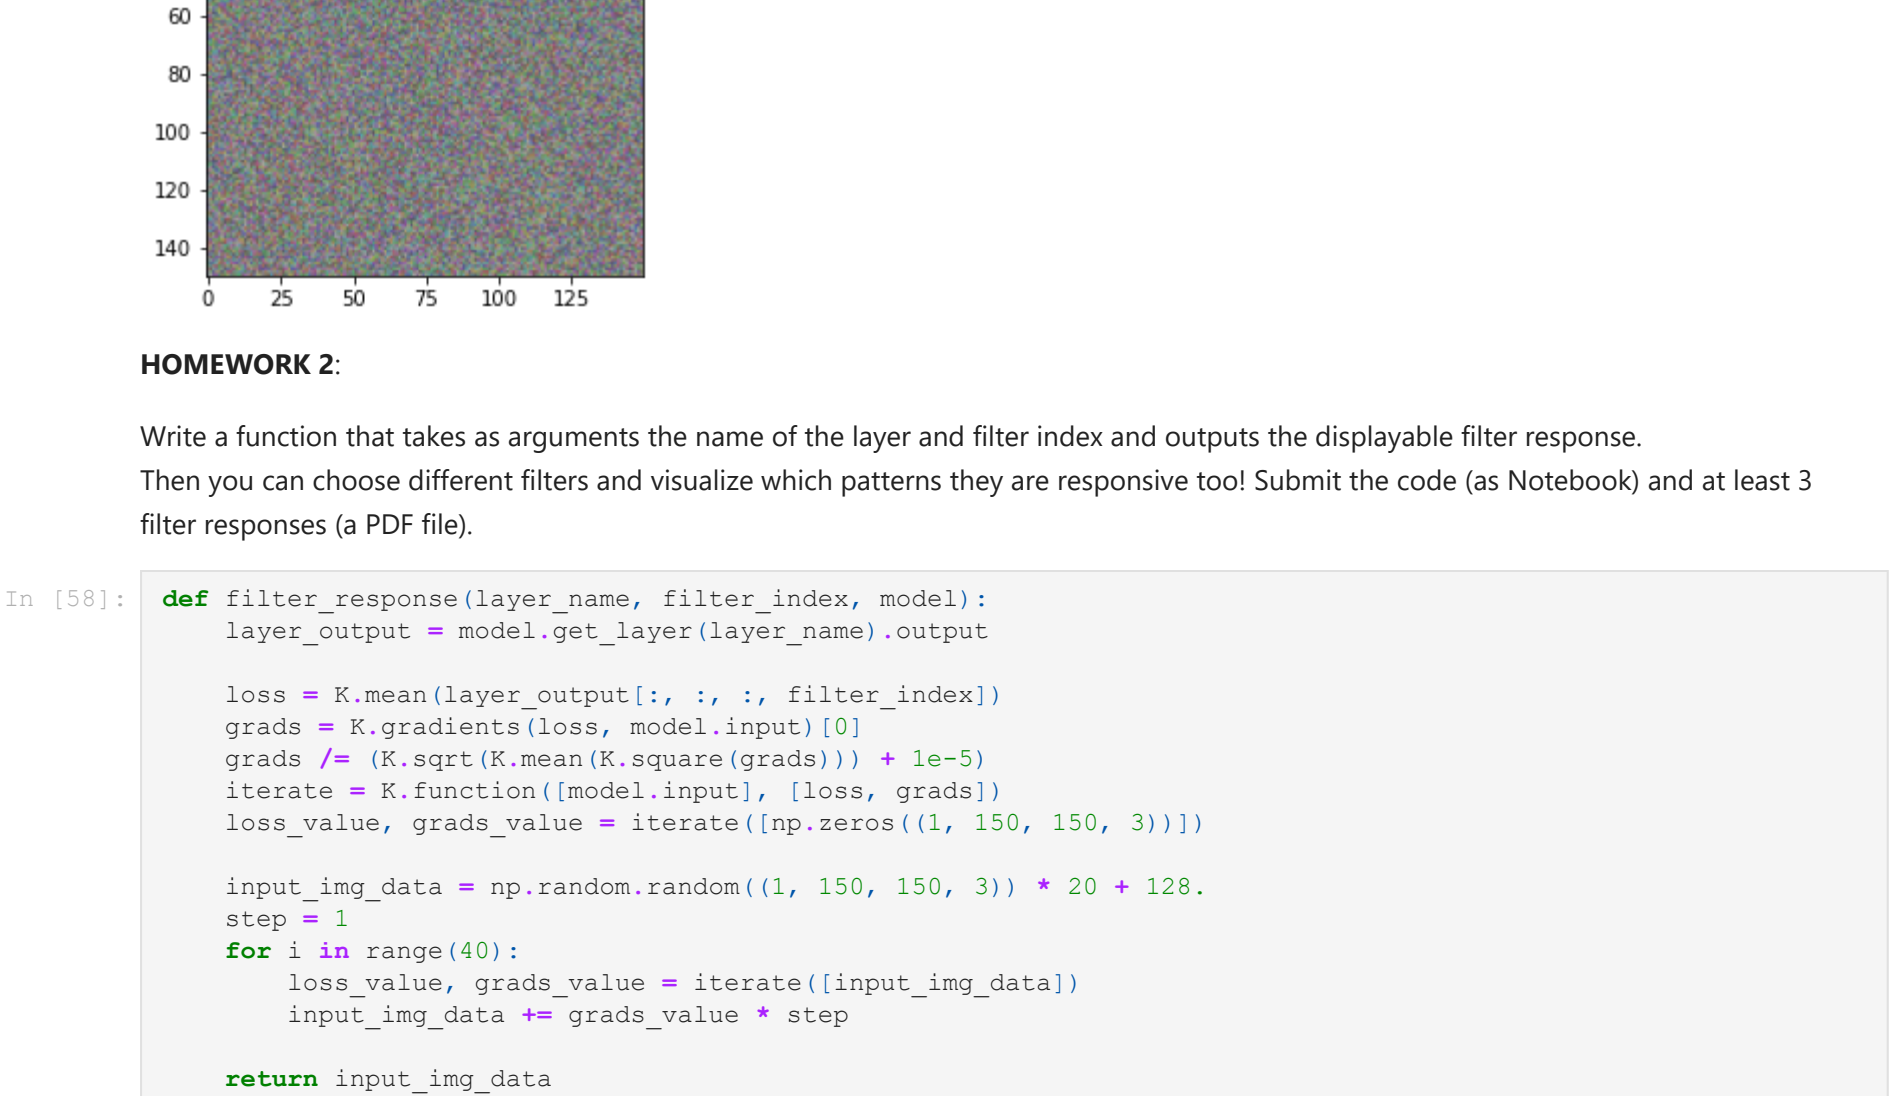 60
80
100
120
140
0 25 50 75 100 125
HOMEWORK 2:
Write a function that takes as arguments the name of the layer and filter index and outputs the displayable filter response.
Then you can choose different filters and visualize which patterns they are responsive too! Submit the code (as Notebook) and at least 3
filter responses (a PDF file).
In [58]: def filter_response(layer_name, filter_index, model):
    layer_output = model.get_layer(layer_name).output
    loss = K.mean(layer_output[:, :, :, filter_index])
    grads = K.gradients(loss, model.input)[0]
    grads /= (K.sqrt(K.mean(K.square(grads))) + 1e-5)
    iterate = K.function([model.input], [loss, grads])
    loss_value, grads_value = iterate([np.zeros((1, 150, 150, 3))])
    input_img_data = np.random.random((1, 150, 150, 3)) * 20 + 128.
    step = 1
    for i in range(40):
        loss_value, grads_value = iterate([input_img_data])
        input_img_data += grads_value * step
    return input_img_data